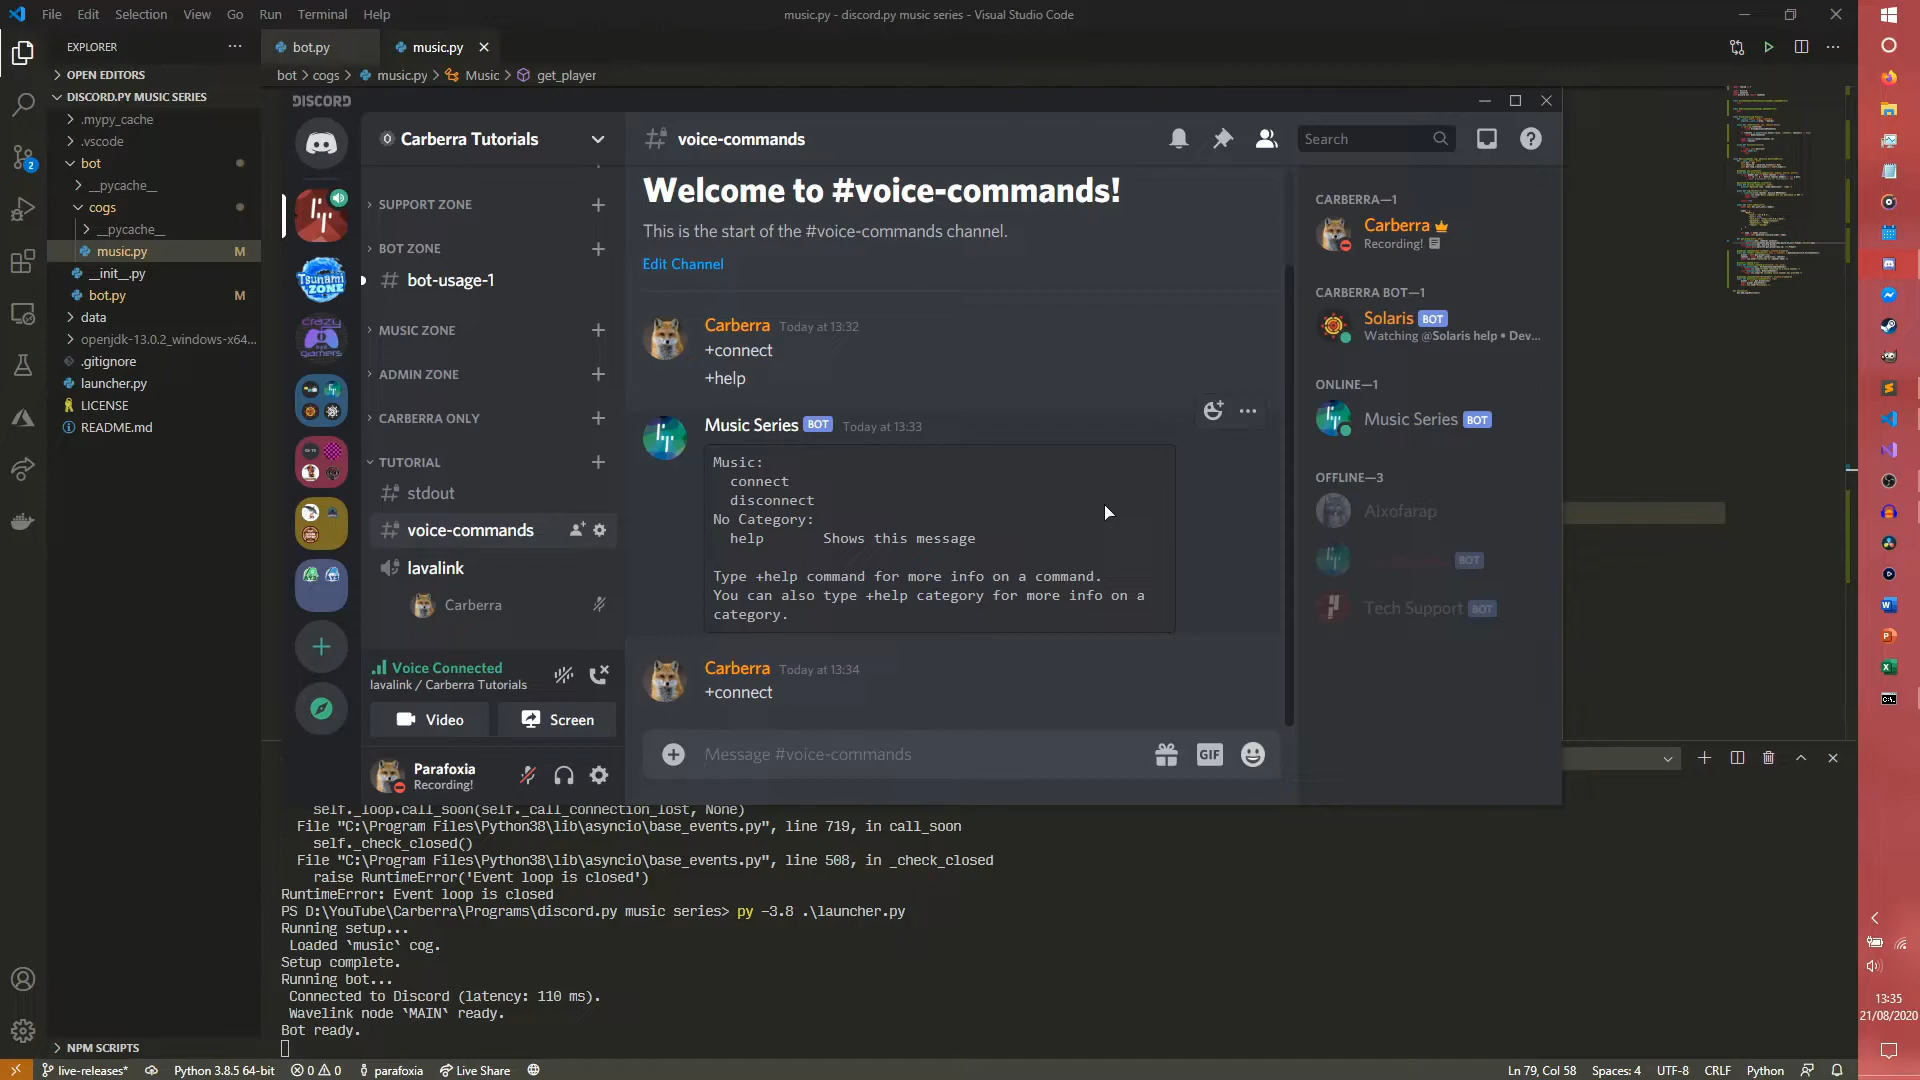 File Edit Selection View Go Run Terminal Help
music.py - discord.py music series - Visual Studio Code
EXPLORER
OPEN EDITORS
DISCORD.PY MUSIC SERIES
.mypy_cache
.vscode
bot
__pycache__
cogs
__pycache__
music.py M
__init__.py
bot.py M
data
openjdk-13.0.2_windows-x64...
.gitignore
launcher.py
LICENSE
README.md
NPM SCRIPTS
bot.py
music.py
bot > cogs > music.py > Music > get_player
DISCORD
Carberra Tutorials
SUPPORT ZONE
BOT ZONE
bot-usage-1
MUSIC ZONE
ADMIN ZONE
CARBERRA ONLY
TUTORIAL
stdout
voice-commands
lavalink
Carberra
Voice Connected
lavalink / Carberra Tutorials
Video
Screen
Parafoxia
Recording!
voice-commands
Search
Welcome to #voice-commands!
This is the start of the #voice-commands channel.
Edit Channel
Carberra Today at 13:32
+connect
+help
Music Series BOT Today at 13:33
Music:
connect
disconnect
No Category:
help Shows this message
Type +help command for more info on a command.
You can also type +help category for more info on a
category.
Carberra Today at 13:34
+connect
Message #voice-commands
GIF
CARBERRA—1
Carberra
Recording!
CARBERRA BOT—1
Solaris BOT
Watching @Solaris help • Dev...
ONLINE—1
Music Series BOT
OFFLINE—3
Aixofarap
BOT
Tech Support BOT
self._loop.call_soon(self._call_connection_lost, None)
File "C:\Program Files\Python38\lib\asyncio\base_events.py", line 719, in call_soon
self._check_closed()
File "C:\Program Files\Python38\lib\asyncio\base_events.py", line 508, in _check_closed
raise RuntimeError('Event loop is closed')
RuntimeError: Event loop is closed
PS D:\YouTube\Carberra\Programs\discord.py music series> py -3.8 .\launcher.py
Running setup...
Loaded `music` cog.
Setup complete.
Running bot...
Connected to Discord (latency: 110 ms).
Wavelink node `MAIN` ready.
Bot ready.
live-releases* Python 3.8.5 64-bit 0 0 parafoxia Live Share
Ln 79, Col 58 Spaces: 4 UTF-8 CRLF Python
13:35
21/08/2020